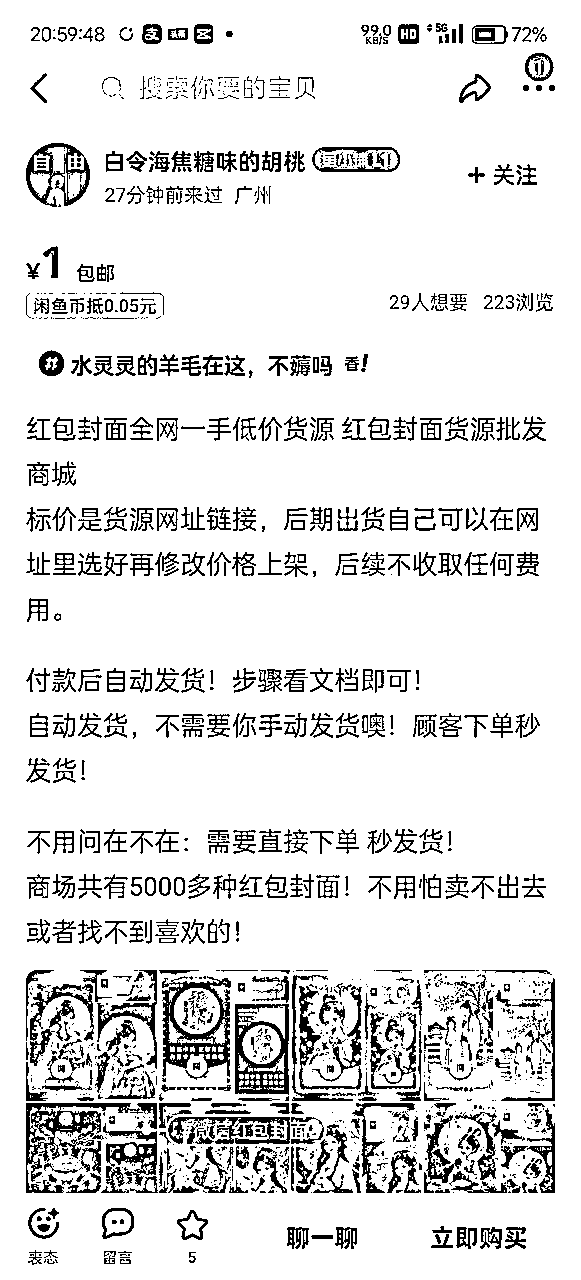 20:59:48
99.0 KB/S HD 5G 72%
搜索你要的宝贝
自由
白令海焦糖味的胡桃
+ 关注
27分钟前来过 广州
¥1 包邮
闲鱼币抵0.05元
29人想要 223浏览
水灵灵的羊毛在这，不薅吗 香!
红包封面全网一手低价货源 红包封面货源批发
商城
标价是货源网址链接，后期出货自己可以在网
址里选好再修改价格上架，后续不收取任何费
用。
付款后自动发货！步骤看文档即可！
自动发货，不需要你手动发货噢！顾客下单秒
发货！
不用问在不在：需要直接下单 秒发货！
商场共有5000多种红包封面！不用怕卖不出去
或者找不到喜欢的！
微信红包封面
表态
留言
5
聊一聊
立即购买